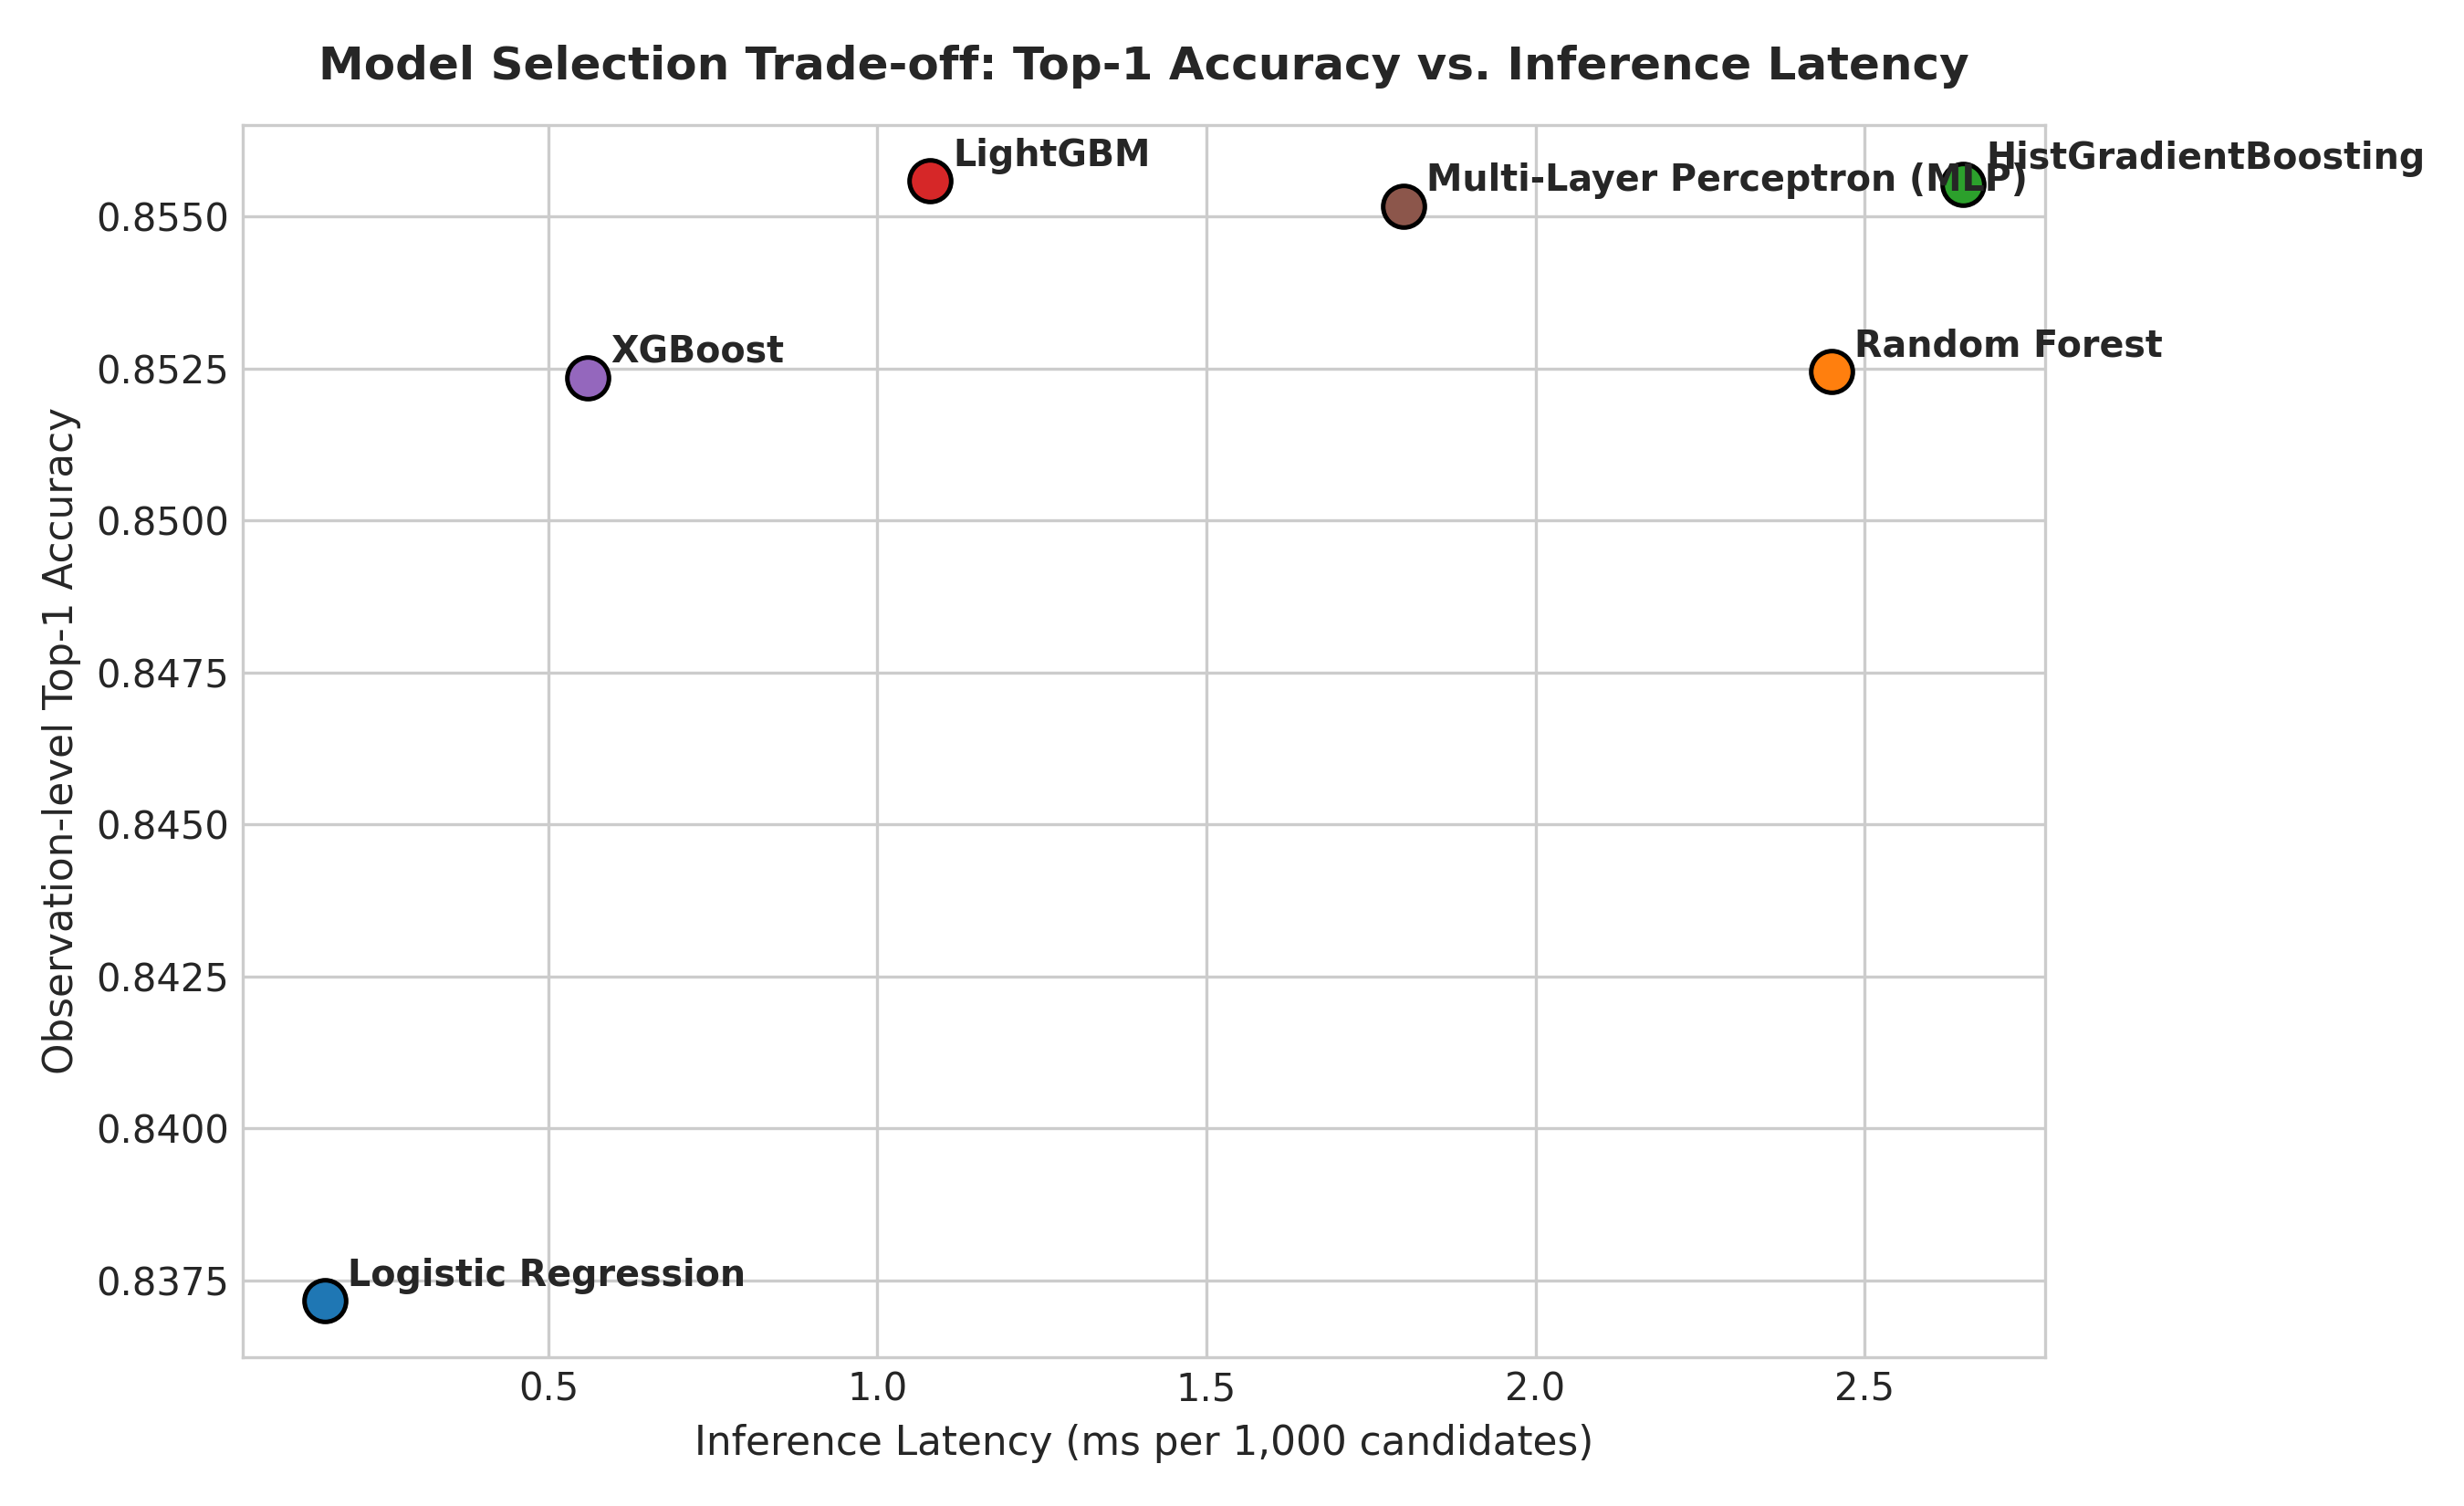 Model Selection Trade-off: Top-1 Accuracy vs. Inference Latency
LightGBM
HistGradientBoosting
Multi-Layer Perceptron (MLP)
0.8550
XGBoost
Random Forest
0.8525
0.8500
0.8475
0.8450
0.8425
0.8400
Logistic Regression
0.8375
Observation-level Top-1 Accuracy
0.5 1.0 1.5 2.0 2.5
Inference Latency (ms per 1,000 candidates)